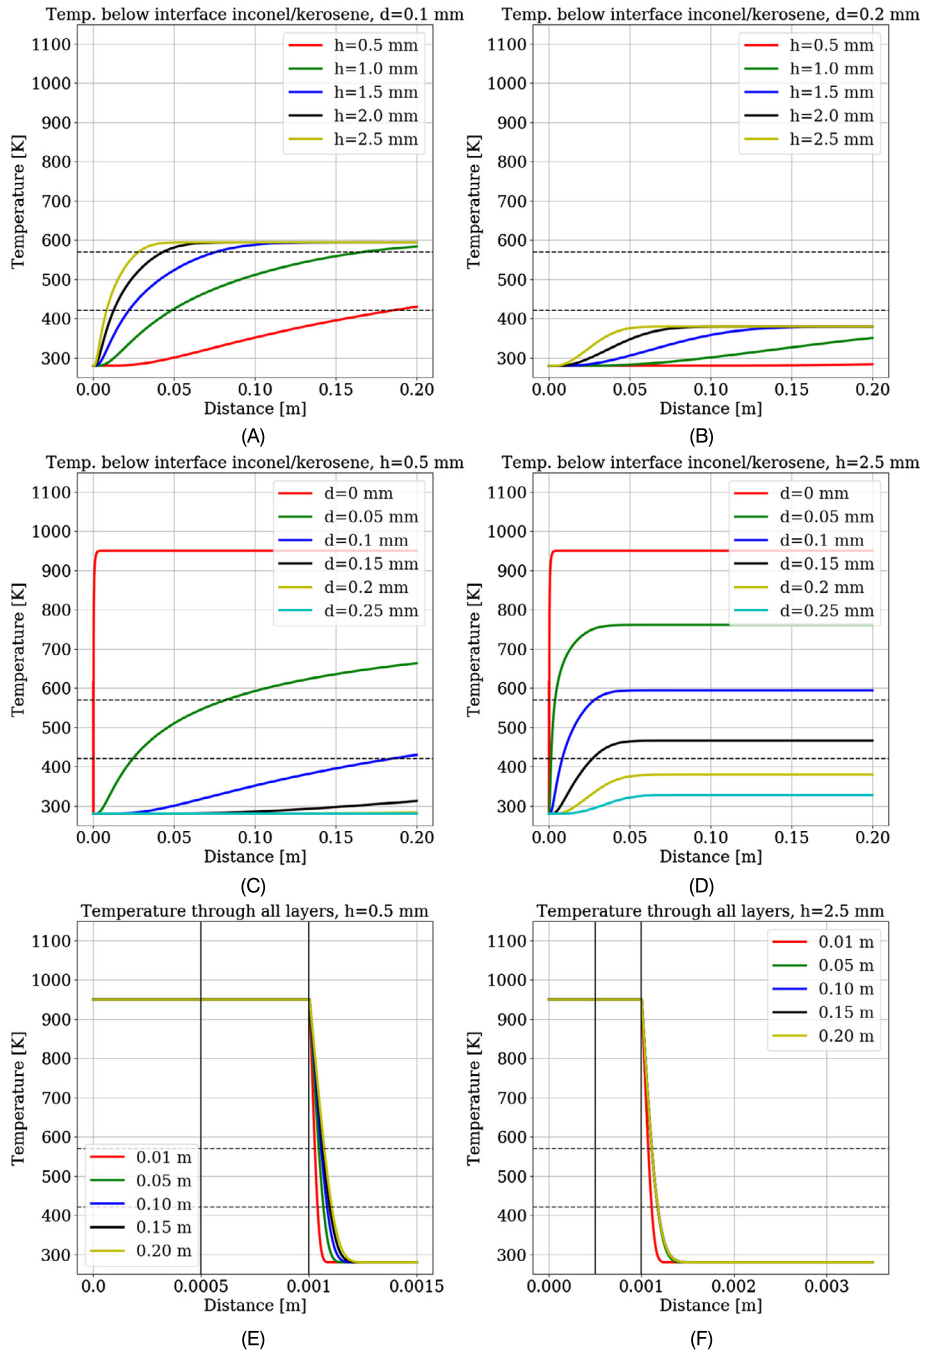 Temp. below interface inconel/kerosene, d=0.1 mm
1100
1000
900
800
700
600
500
400
300
Temperature [K]
h=0.5 mm
h=1.0 mm
h=1.5 mm
h=2.0 mm
h=2.5 mm
0.00 0.05 0.10 0.15 0.20
Distance [m]
(A)
Temp. below interface inconel/kerosene, d=0.2 mm
1100
1000
900
800
700
600
500
400
300
Temperature [K]
h=0.5 mm
h=1.0 mm
h=1.5 mm
h=2.0 mm
h=2.5 mm
0.00 0.05 0.10 0.15 0.20
Distance [m]
(B)
Temp. below interface inconel/kerosene, h=0.5 mm
1100
1000
900
800
700
600
500
400
300
Temperature [K]
d=0 mm
d=0.05 mm
d=0.1 mm
d=0.15 mm
d=0.2 mm
d=0.25 mm
0.00 0.05 0.10 0.15 0.20
Distance [m]
(C)
Temp. below interface inconel/kerosene, h=2.5 mm
1100
1000
900
800
700
600
500
400
300
Temperature [K]
d=0 mm
d=0.05 mm
d=0.1 mm
d=0.15 mm
d=0.2 mm
d=0.25 mm
0.00 0.05 0.10 0.15 0.20
Distance [m]
(D)
Temperature through all layers, h=0.5 mm
1100
1000
900
800
700
600
500
400
300
Temperature [K]
0.01 m
0.05 m
0.10 m
0.15 m
0.20 m
0.0 0.0005 0.001 0.0015
Distance [m]
(E)
Temperature through all layers, h=2.5 mm
1100
1000
900
800
700
600
500
400
300
Temperature [K]
0.01 m
0.05 m
0.10 m
0.15 m
0.20 m
0.000 0.001 0.002 0.003
Distance [m]
(F)